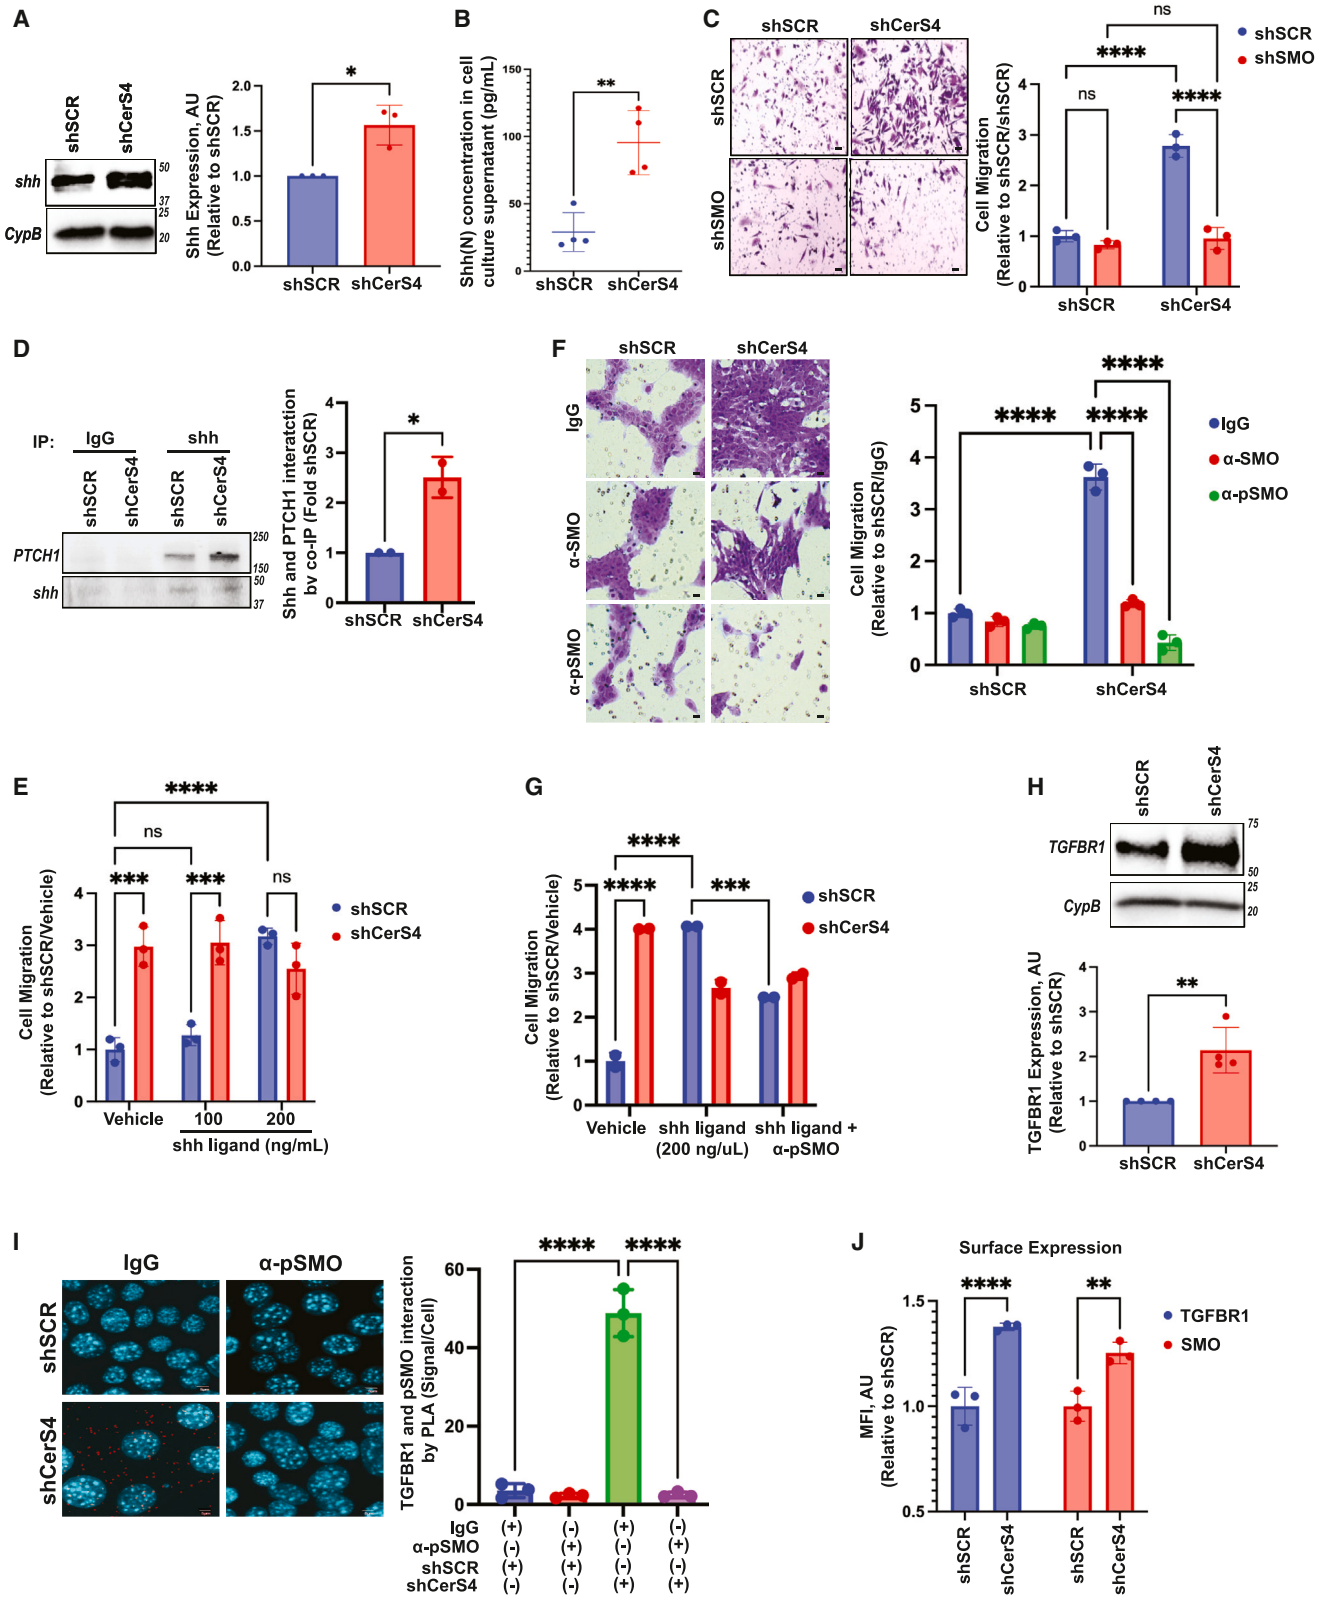 A
shSCR
shCerS4
shh
CypB
50
37
25
20
Shh Expression, AU
(Relative to shSCR)
2.0
1.5
1.0
0.5
0.0
*
shSCR
shCerS4
B
Shh(N) concentration in cell
culture supernatant (pg/mL)
150
100
50
0
**
shSCR
shCerS4
C
shSCR
shCerS4
shSCR
shSMO
Cell Migration
(Relative to shSCR/shSCR)
4
3
2
1
0
ns
****
ns
****
shSCR
shCerS4
shSCR
shSMO
D
IP:
IgG
shh
shSCR
shCerS4
shSCR
shCerS4
PTCH1
shh
250
150
50
37
Shh and PTCH1 interatction
by co-IP (Fold shSCR)
4
3
2
1
0
*
shSCR
shCerS4
F
shSCR
shCerS4
IgG
α-SMO
α-pSMO
Cell Migration
(Relative to shSCR/IgG)
5
4
3
2
1
0
****
****
****
shSCR
shCerS4
IgG
α-SMO
α-pSMO
E
Cell Migration
(Relative to shSCR/Vehicle)
4
3
2
1
0
****
ns
***
***
ns
Vehicle
100
200
shh ligand (ng/mL)
shSCR
shCerS4
G
Cell Migration
(Relative to shSCR/Vehicle)
5
4
3
2
1
0
****
****
***
Vehicle
shh ligand
(200 ng/uL)
shh ligand +
α-pSMO
shSCR
shCerS4
H
shSCR
shCerS4
TGFBR1
CypB
75
50
25
20
TGFBR1 Expression, AU
(Relative to shSCR)
4
3
2
1
0
**
shSCR
shCerS4
I
IgG
α-pSMO
shSCR
shCerS4
TGFBR1 and pSMO interaction
by PLA (Signal/Cell)
60
40
20
0
****
****
IgG (+) (-) (+) (-)
α-pSMO (-) (+) (-) (+)
shSCR (+) (+) (-) (-)
shCerS4 (-) (-) (+) (+)
J
Surface Expression
MFI, AU
(Relative to shSCR)
1.5
1.0
0.5
****
**
shSCR
shCerS4
shSCR
shCerS4
TGFBR1
SMO